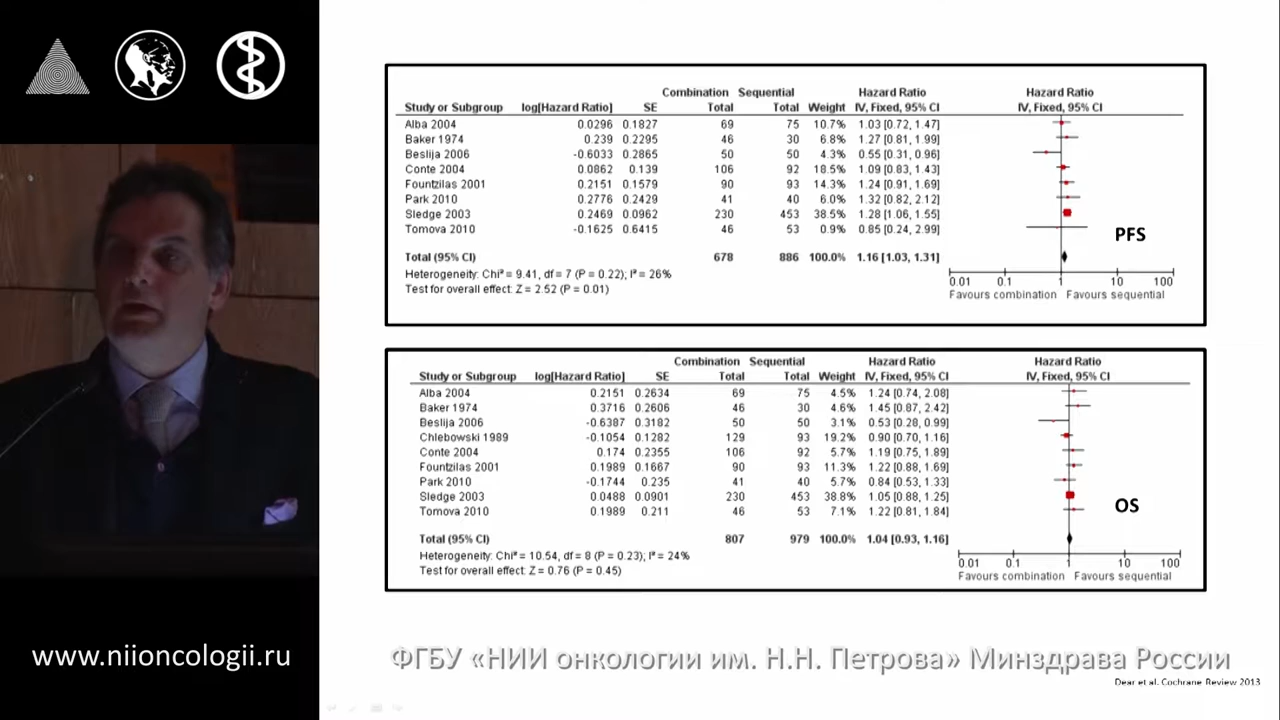 Combination Sequential Hazard Ratio Hazard Ratio
Study or Subgroup log[Hazard Ratio] SE Total Total Weight IV, Fixed, 95% CI IV, Fixed, 95% CI
Alba 2004 0.0296 0.1827 69 75 10.7% 1.03 [0.72, 1.47]
Baker 1974 0.239 0.2295 46 30 6.8% 1.27 [0.81, 1.99]
Beslija 2006 -0.6033 0.2865 50 50 4.3% 0.55 [0.31, 0.96]
Conte 2004 0.0862 0.139 106 92 18.5% 1.09 [0.83, 1.43]
Fountzilas 2001 0.2151 0.1579 90 93 14.3% 1.24 [0.91, 1.69]
Park 2010 0.2776 0.2429 41 40 6.0% 1.32 [0.82, 2.12]
Sledge 2003 0.2469 0.0962 230 453 38.5% 1.28 [1.06, 1.55]
Tomova 2010 -0.1625 0.6415 46 53 0.9% 0.85 [0.24, 2.99]
PFS
Total (95% CI) 678 886 100.0% 1.16 [1.03, 1.31]
Heterogeneity: Chi² = 9.41, df = 7 (P = 0.22); I² = 26%
Test for overall effect: Z = 2.52 (P = 0.01)
0.01 0.1 1 10 100
Favours combination Favours sequential
Combination Sequential Hazard Ratio Hazard Ratio
Study or Subgroup log[Hazard Ratio] SE Total Total Weight IV, Fixed, 95% CI IV, Fixed, 95% CI
Alba 2004 0.2151 0.2634 69 75 4.5% 1.24 [0.74, 2.08]
Baker 1974 0.3716 0.2606 46 30 4.6% 1.45 [0.87, 2.42]
Beslija 2006 -0.6387 0.3182 50 50 3.1% 0.53 [0.28, 0.99]
Chlebowski 1989 -0.1054 0.1282 129 93 19.2% 0.90 [0.70, 1.16]
Conte 2004 0.174 0.2355 106 92 5.7% 1.19 [0.75, 1.89]
Fountzilas 2001 0.1989 0.1667 90 93 11.3% 1.22 [0.88, 1.69]
Park 2010 -0.1744 0.235 41 40 5.7% 0.84 [0.53, 1.33]
Sledge 2003 0.0488 0.0901 230 453 38.8% 1.05 [0.88, 1.25]
Tomova 2010 0.1989 0.211 46 53 7.1% 1.22 [0.81, 1.84]
OS
Total (95% CI) 807 979 100.0% 1.04 [0.93, 1.16]
Heterogeneity: Chi² = 10.54, df = 8 (P = 0.23); I² = 24%
Test for overall effect: Z = 0.76 (P = 0.45)
0.01 0.1 1 10 100
Favours combination Favours sequential
www.niioncologii.ru
ФГБУ «НИИ онкологии им. Н.Н. Петрова» Минздрава России
Dear et al. Cochrane Review 2013